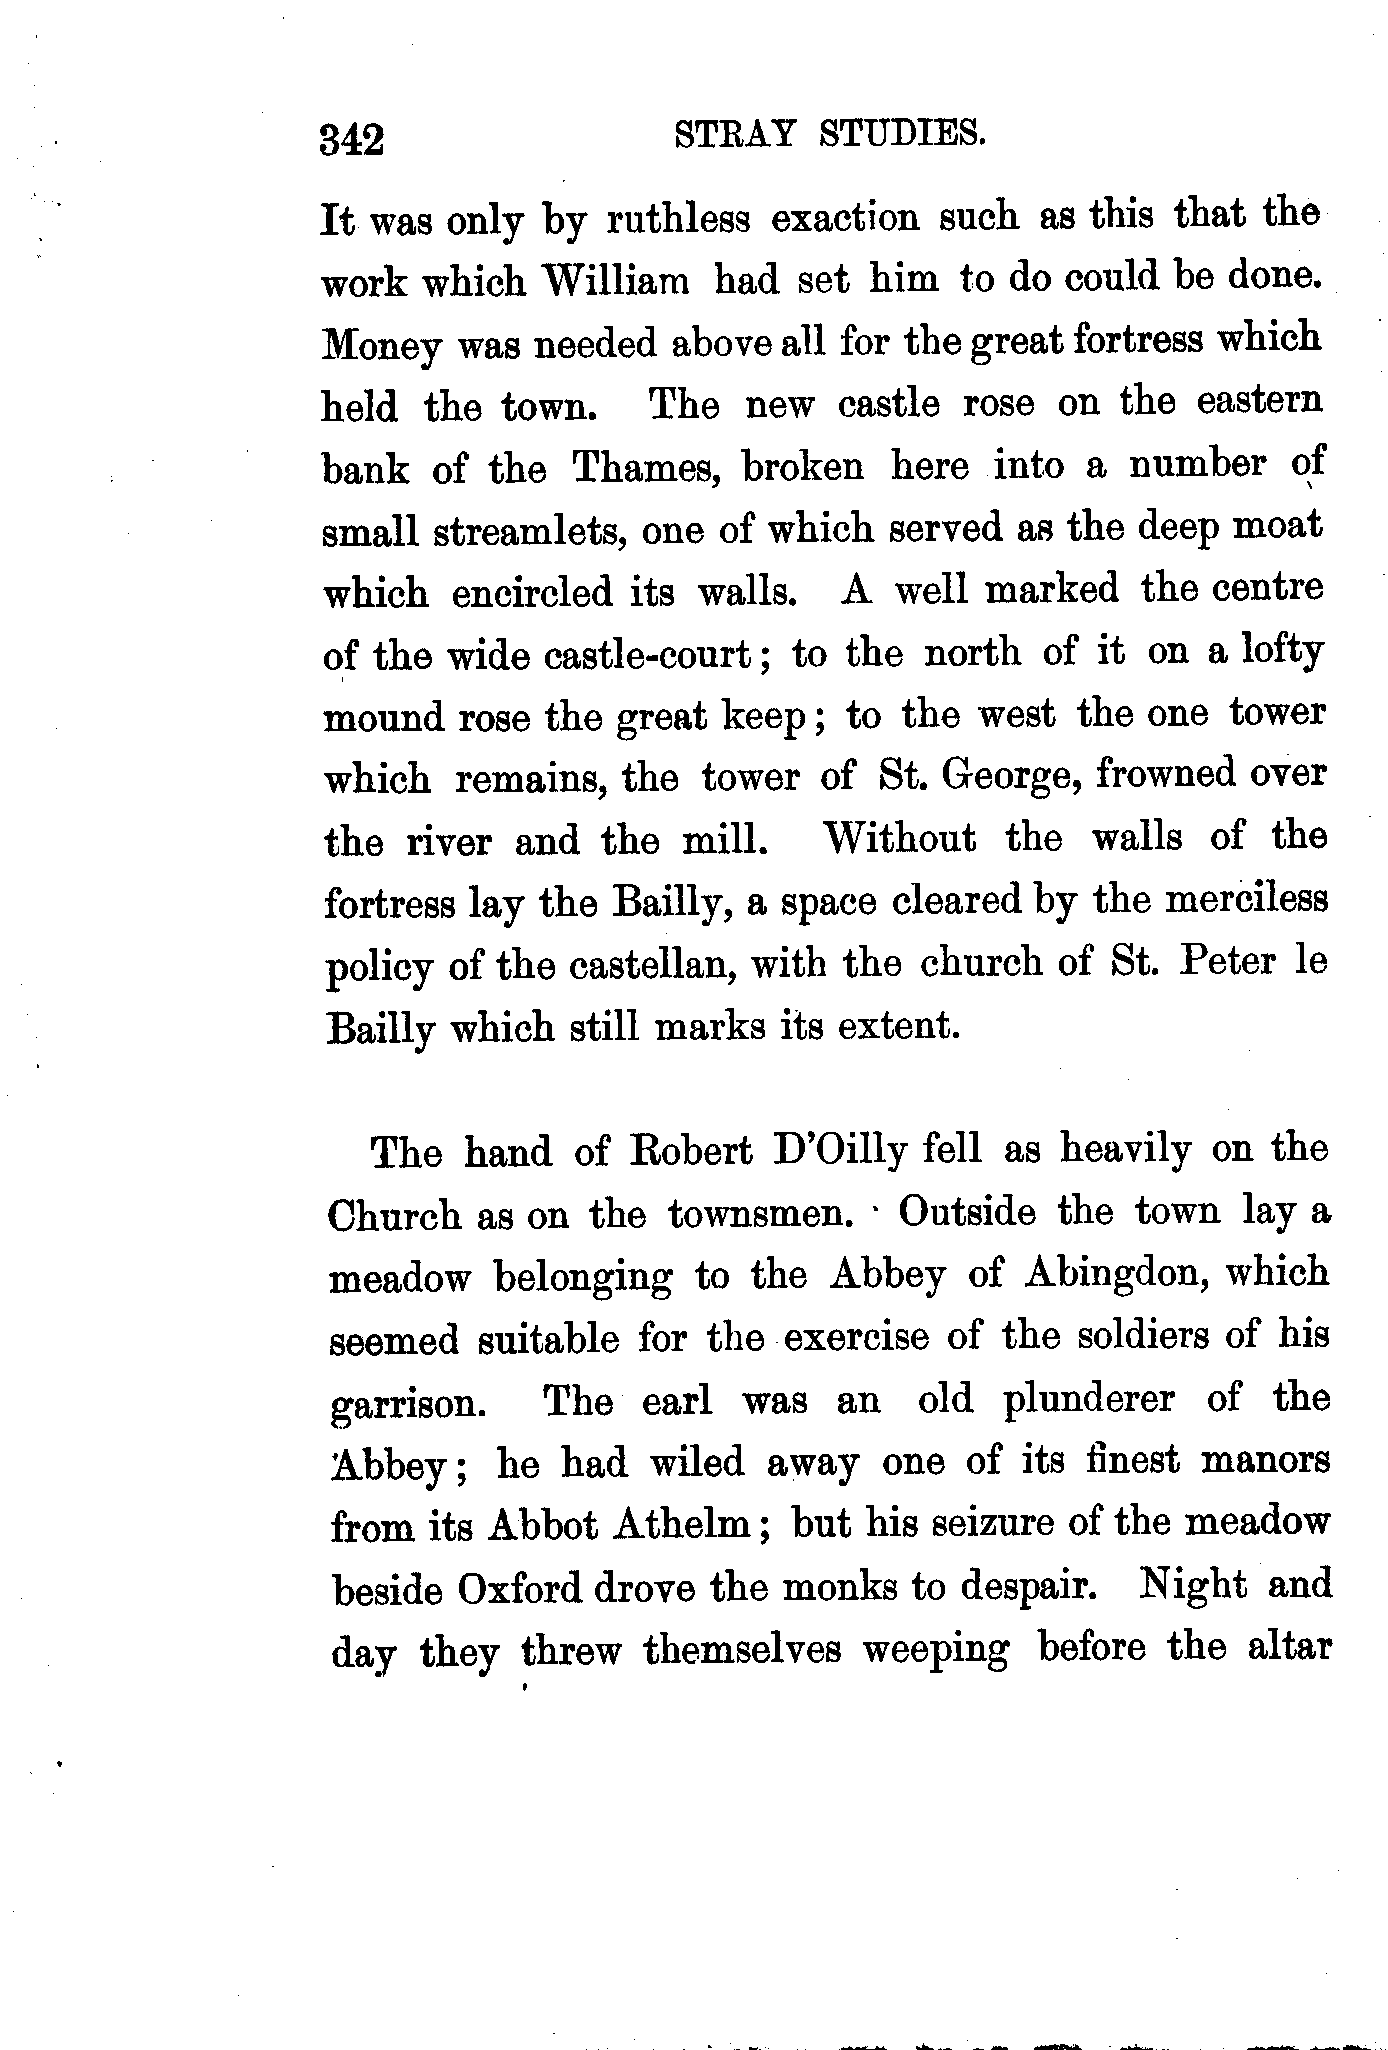 342 STRAY STUDIES.
It was only by ruthless exaction such as this that the
work which William had set him to do could be done.
Money was needed above all for the great fortress which
held the town. The new castle rose on the eastern
bank of the Thames, broken here into a number of
small streamlets, one of which served as the deep moat
which encircled its walls. A well marked the centre
of the wide castle-court; to the north of it on a lofty
mound rose the great keep; to the west the one tower
which remains, the tower of St. George, frowned over
the river and the mill. Without the walls of the
fortress lay the Bailly, a space cleared by the merciless
policy of the castellan, with the church of St. Peter le
Bailly which still marks its extent.
The hand of Robert D'Oilly fell as heavily on the
Church as on the townsmen. Outside the town lay a
meadow belonging to the Abbey of Abingdon, which
seemed suitable for the exercise of the soldiers of his
garrison. The earl was an old plunderer of the
Abbey; he had wiled away one of its finest manors
from its Abbot Athelm; but his seizure of the meadow
beside Oxford drove the monks to despair. Night and
day they threw themselves weeping before the altar